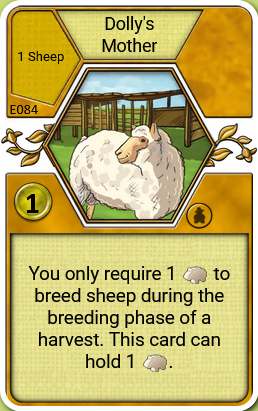 Dolly's
Mother
1 Sheep
E084
1
You only require 1 to
breed sheep during the
breeding phase of a
harvest. This card can
hold 1 .